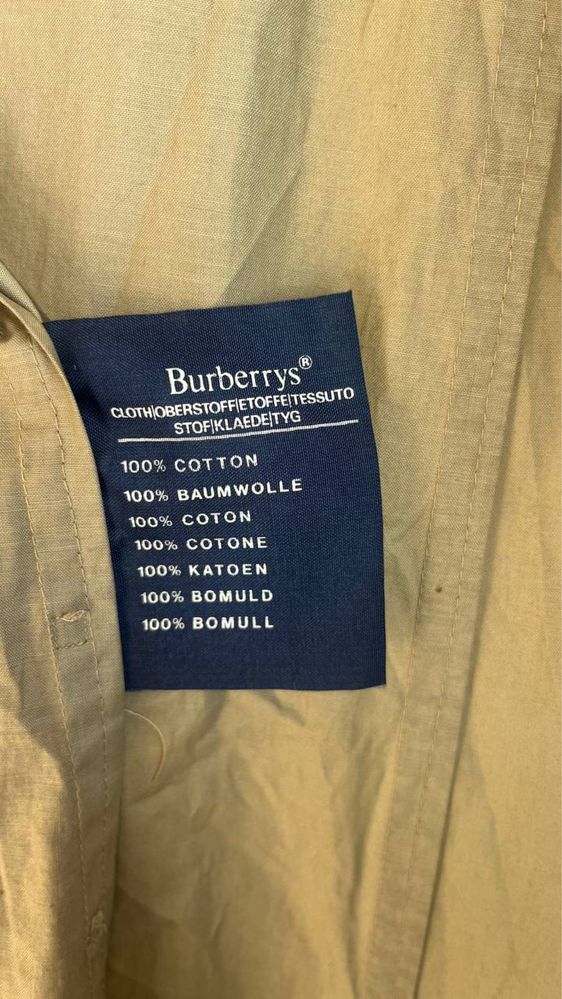 Burberrys®
CLOTH|OBERSTOFF|ETOFFE|TESSUTO
STOF|KLAEDE|TYG
100% COTTON
100% BAUMWOLLE
100% COTON
100% COTONE
100% KATOEN
100% BOMULD
100% BOMULL